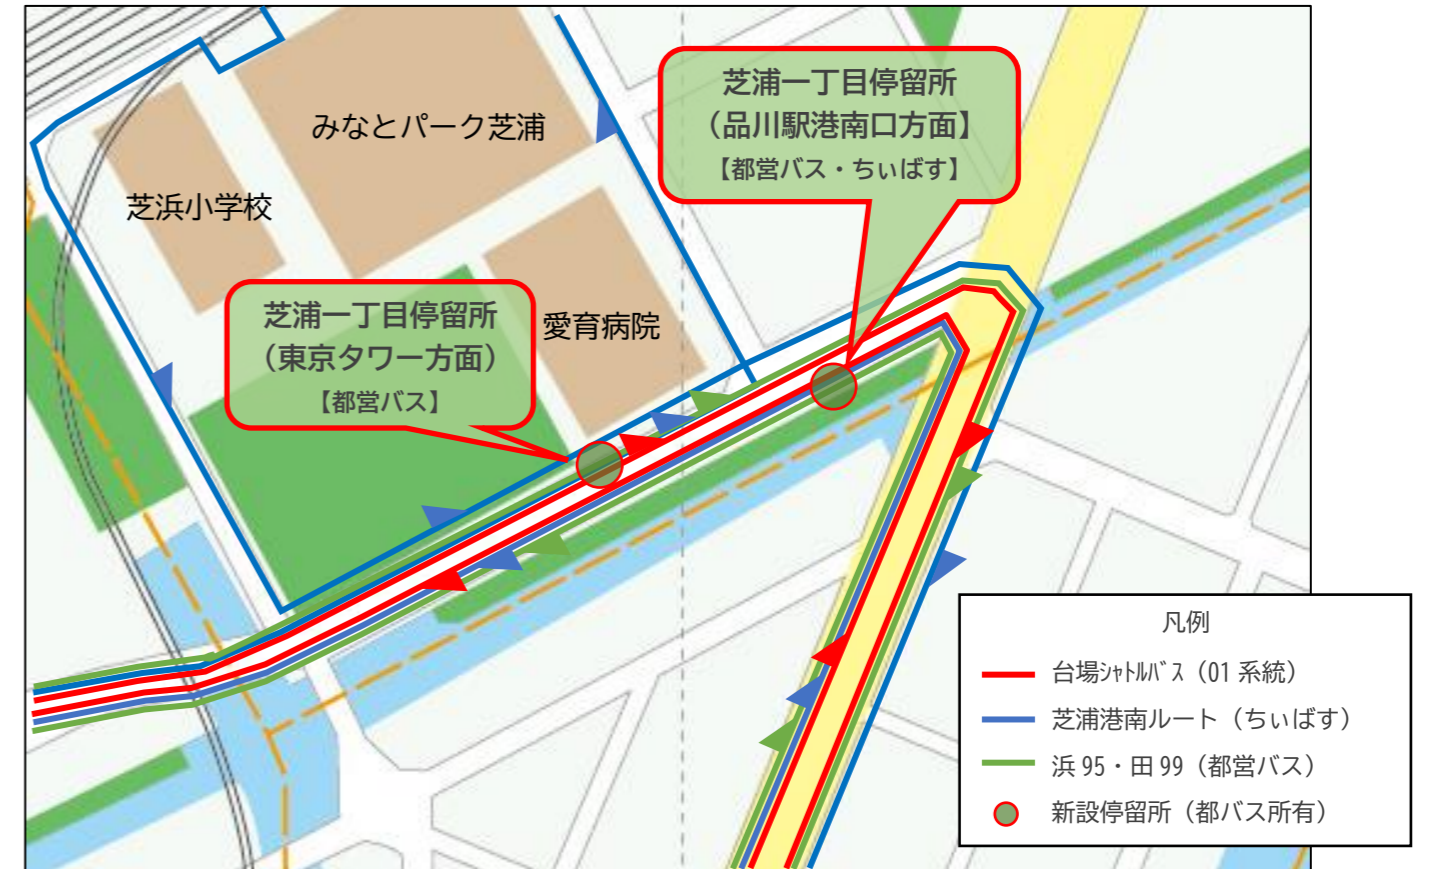 芝浦一丁目停留所
（品川駅港南口方面】
【都営バス・ちぃばす】
みなとパーク芝浦
芝浜小学校
芝浦一丁目停留所
（東京タワー方面）
【都営バス】
愛育病院
凡例
台場ｼｬﾄﾙﾊﾞｽ（01 系統）
芝浦港南ルート（ちぃばす）
浜 95・田 99（都営バス）
新設停留所（都バス所有）